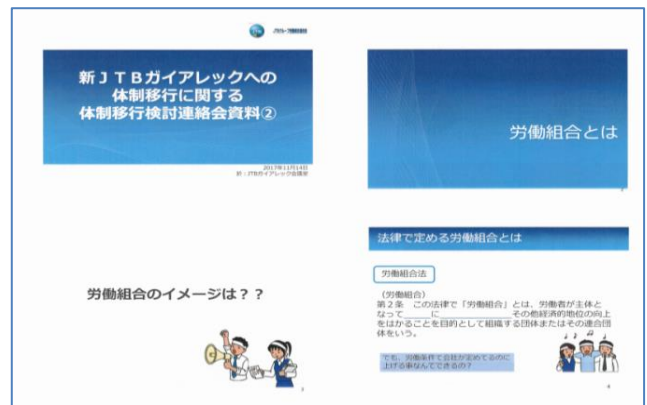 新JTBガイアレックへの
体制移行に関する
体制移行検討連絡会資料②
2017年11月14日
労働組合とは
労働組合のイメージは？？
3
法律で定める労働組合とは
労働組合法
（労働組合）
第２条　この法律で「労働組合」とは、労働者が主体と
なって＿＿＿に＿＿＿＿＿＿＿＿その他経済的地位の向上
をはかることを目的として組織する団体またはその連合団
体をいう。
でも、労働条件て会社が定めてるのに
上げる事なんてできるの？
4